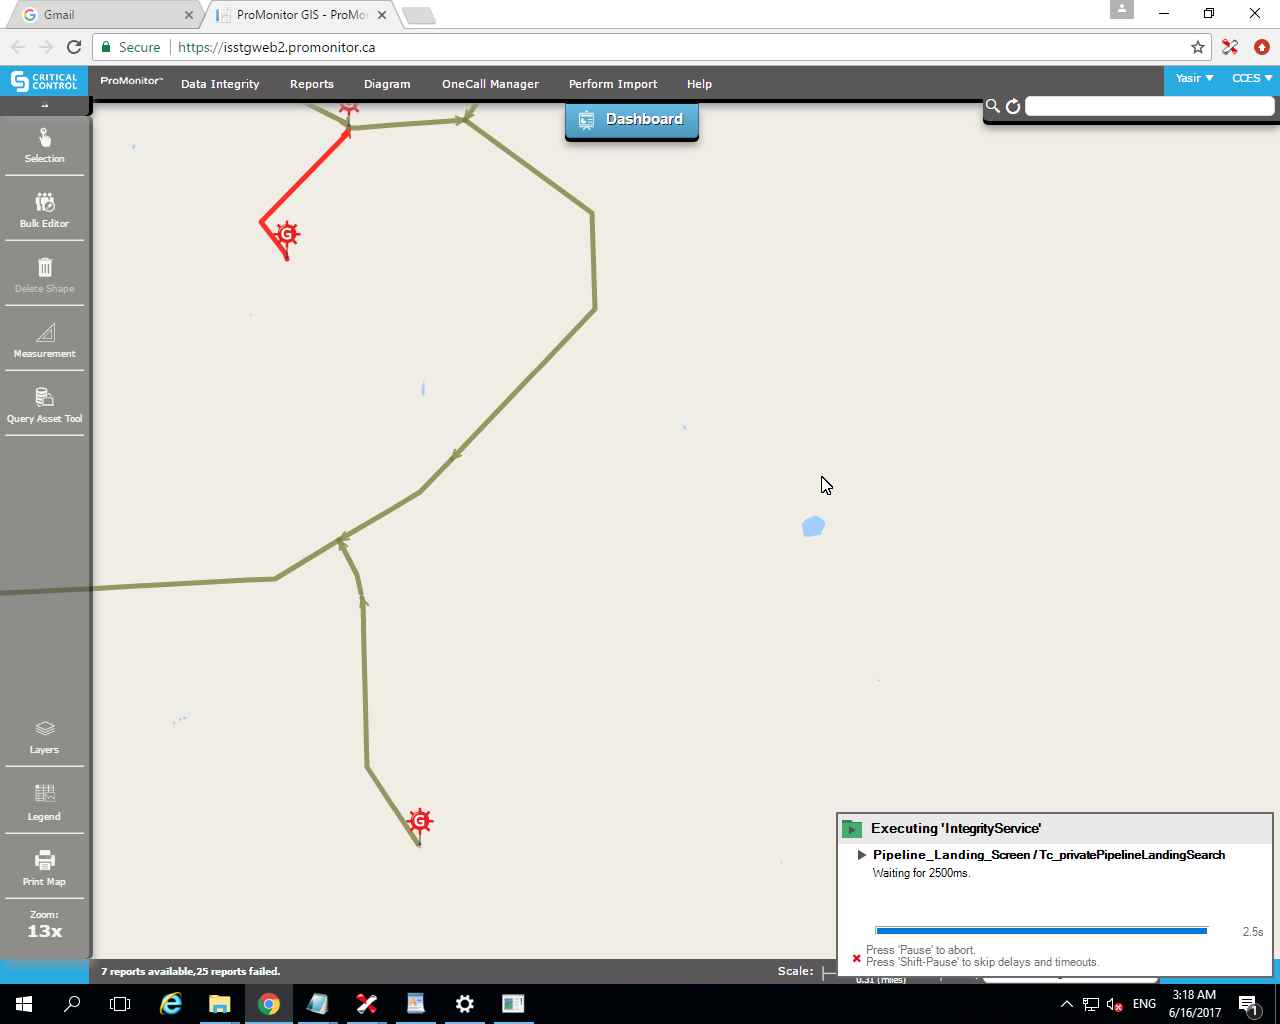 Gmail
ProMonitor GIS - ProMo
Secure
https://isstgweb2.promonitor.ca
CRITICAL
CONTROL
ProMonitor™
Data Integrity
Reports
Diagram
OneCall Manager
Perform Import
Help
Yasir
CCES
Dashboard
Selection
Bulk Editor
Delete Shape
Measurement
Query Asset Tool
G
G
Layers
Legend
Print Map
Zoom:
13x
Executing 'IntegrityService'
Pipeline_Landing_Screen / Tc_privatePipelineLandingSearch
Waiting for 2500ms.
2.5s
Press 'Pause' to abort.
Press 'Shift-Pause' to skip delays and timeouts.
7 reports available,25 reports failed.
Scale:
0.31 (miles)
ENG
3:18 AM
6/16/2017
1